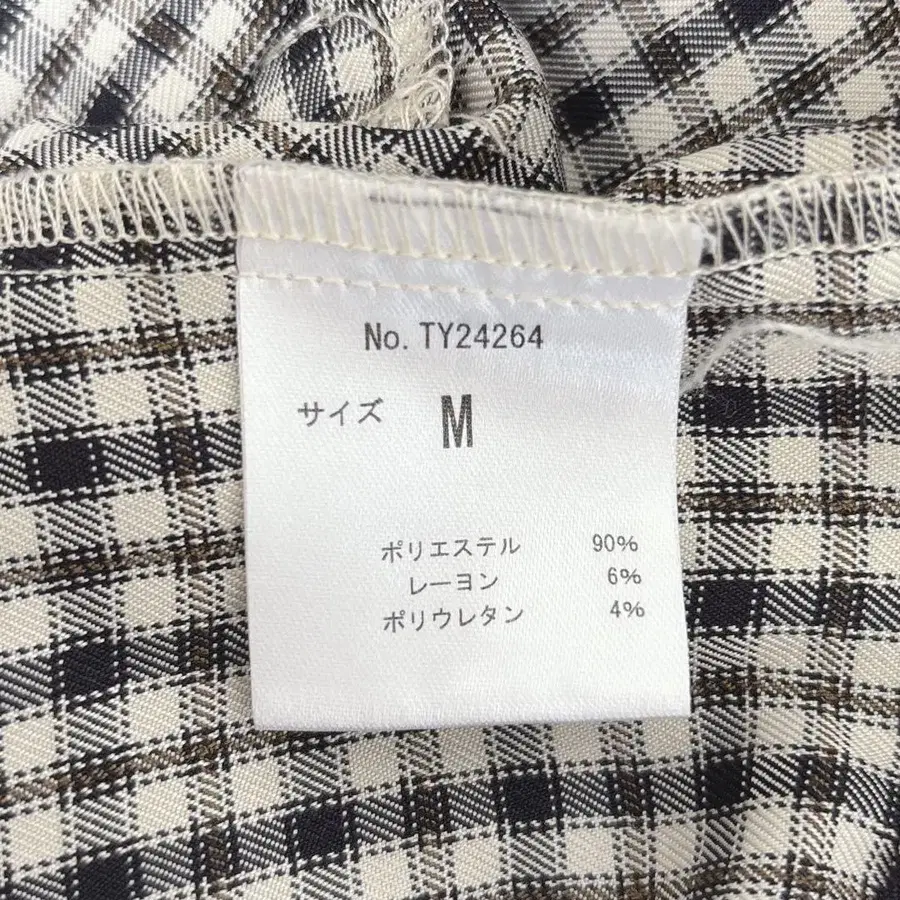 No. TY24264
サイズ M
ポリエステル 90%
レーヨン 6%
ポリウレタン 4%